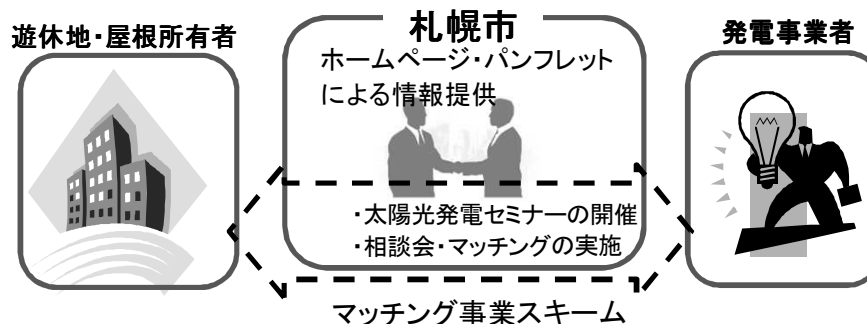 遊休地・屋根所有者
札幌市
ホームページ・パンフレット
による情報提供
・太陽光発電セミナーの開催
・相談会・マッチングの実施
発電事業者
マッチング事業スキーム